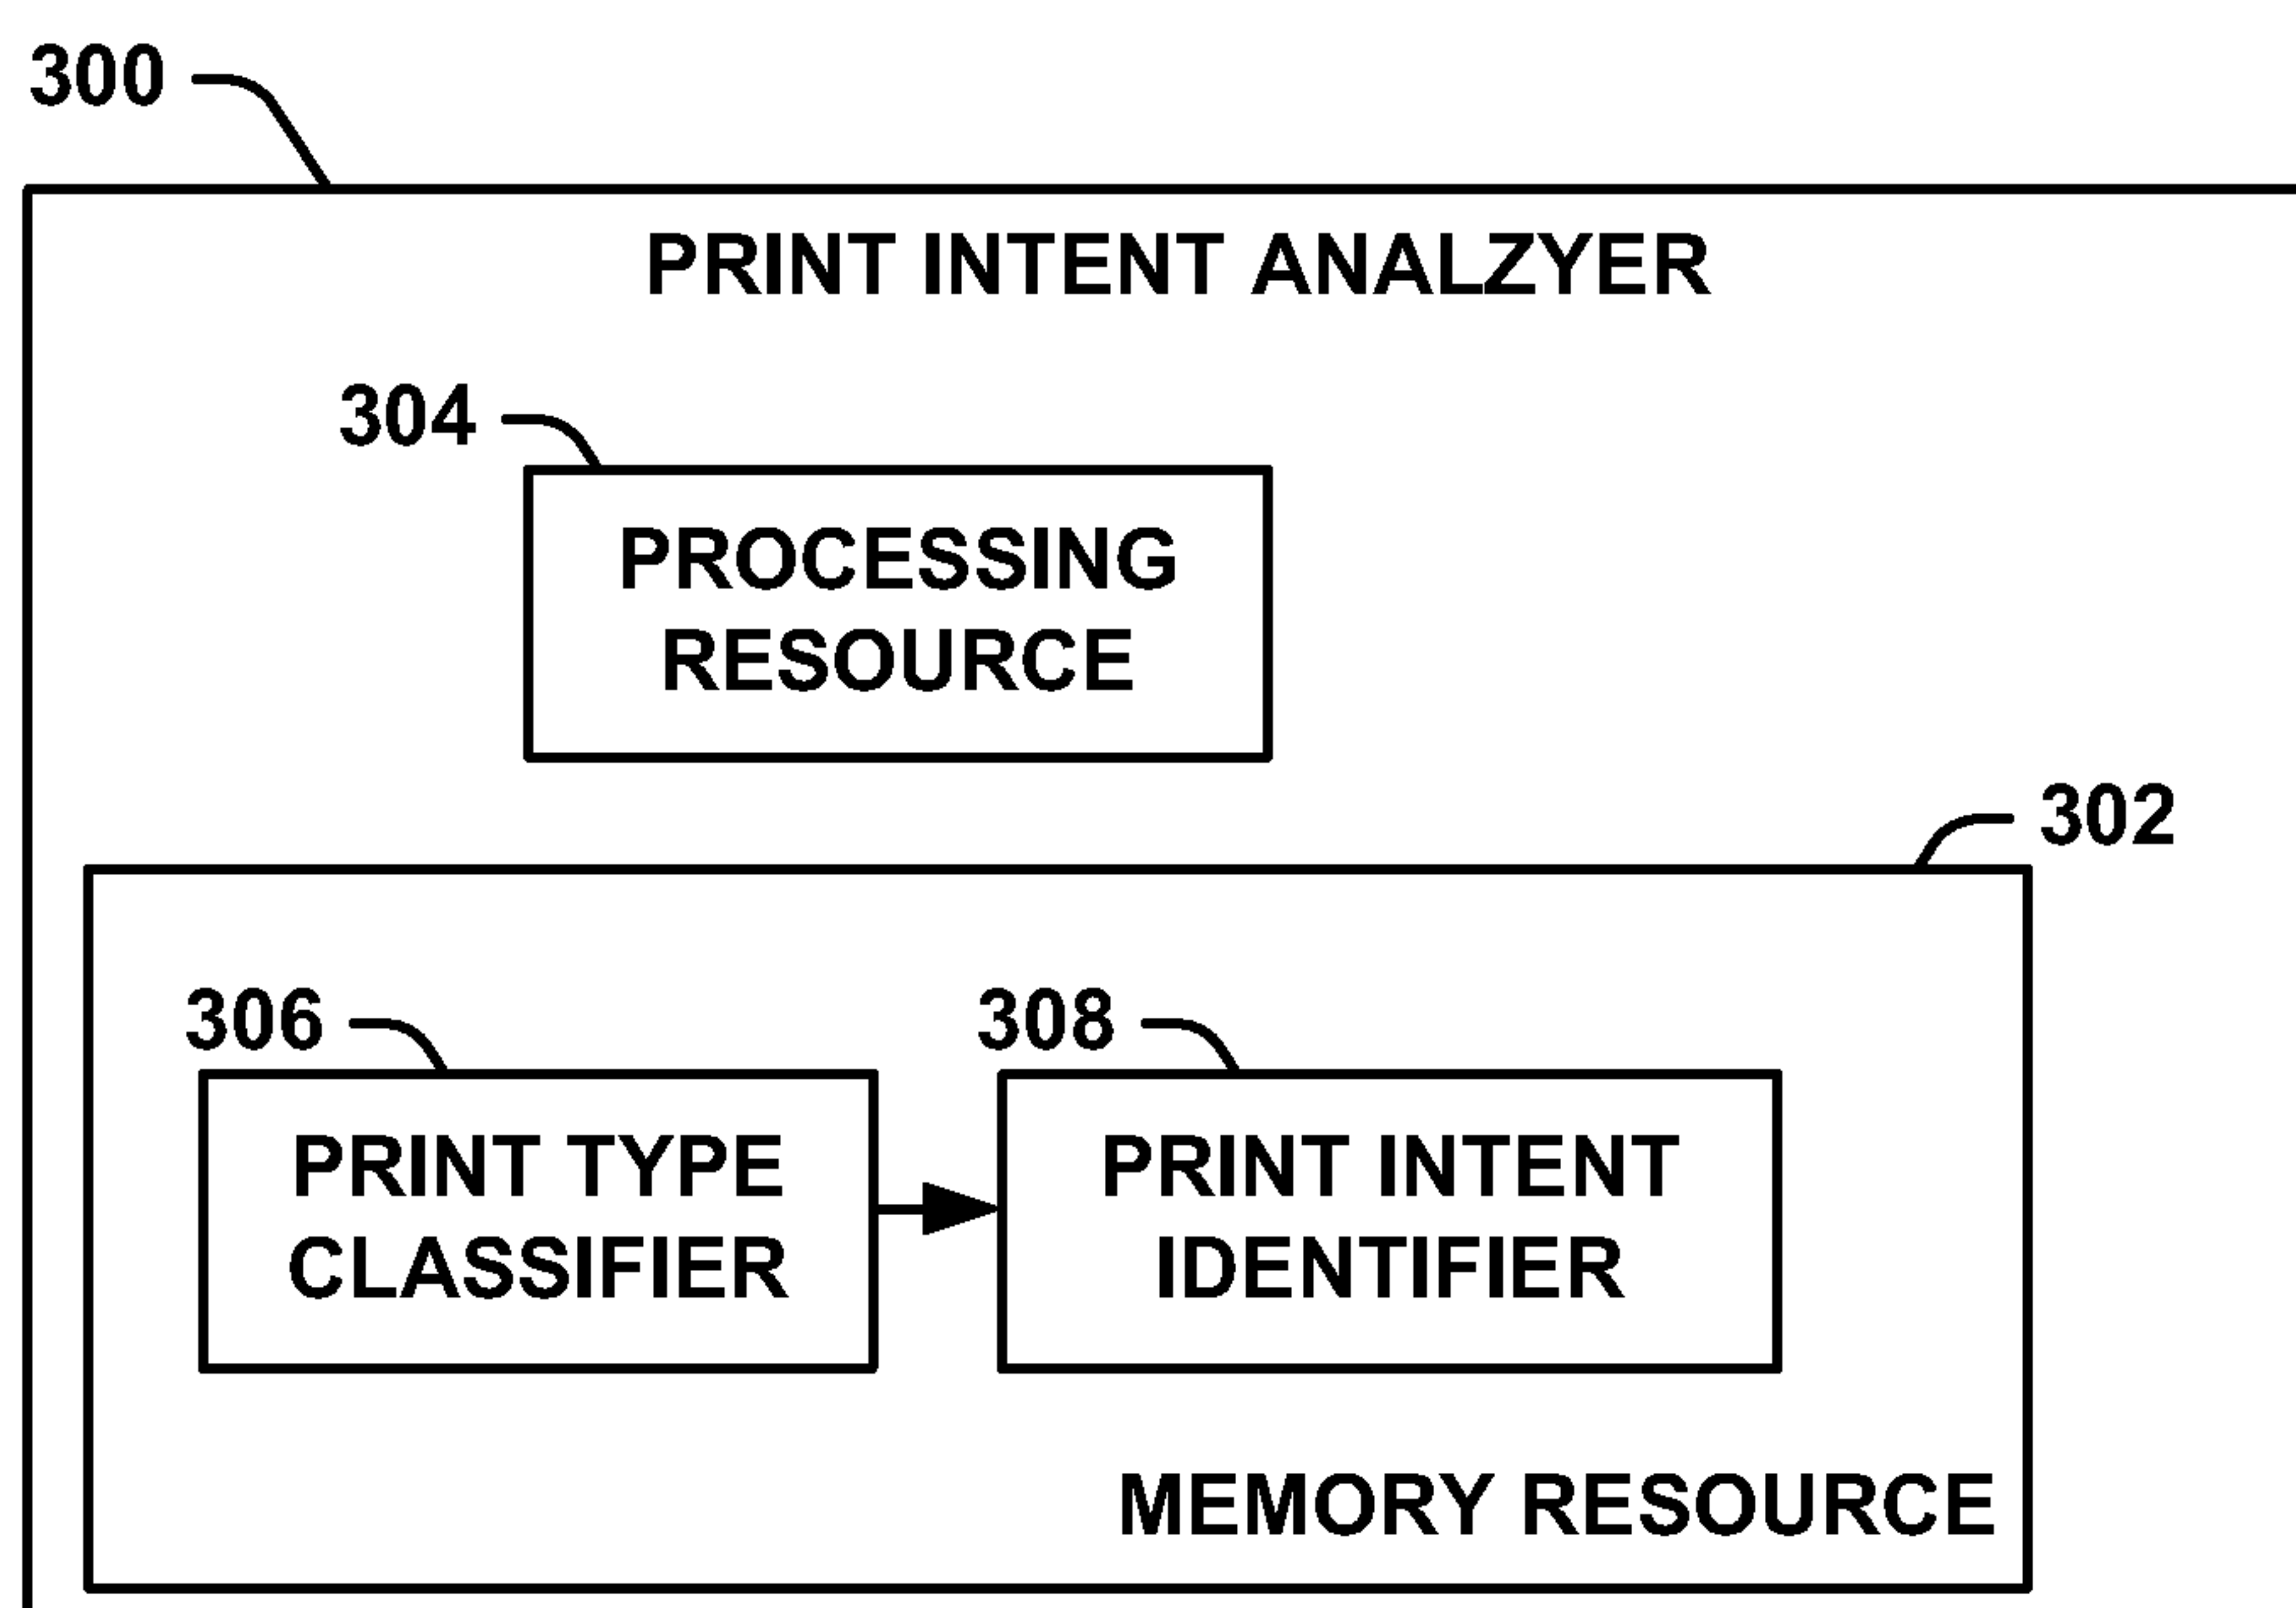 300
PRINT INTENT ANALZYER
304
PROCESSING
RESOURCE
302
306
308
PRINT TYPE
CLASSIFIER
PRINT INTENT
IDENTIFIER
MEMORY RESOURCE